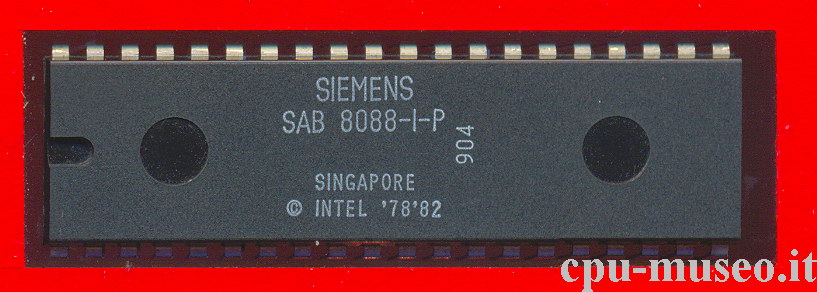 SIEMENS
SAB 8088-I-P
904
SINGAPORE
© INTEL '78'82
cpu-museo.it